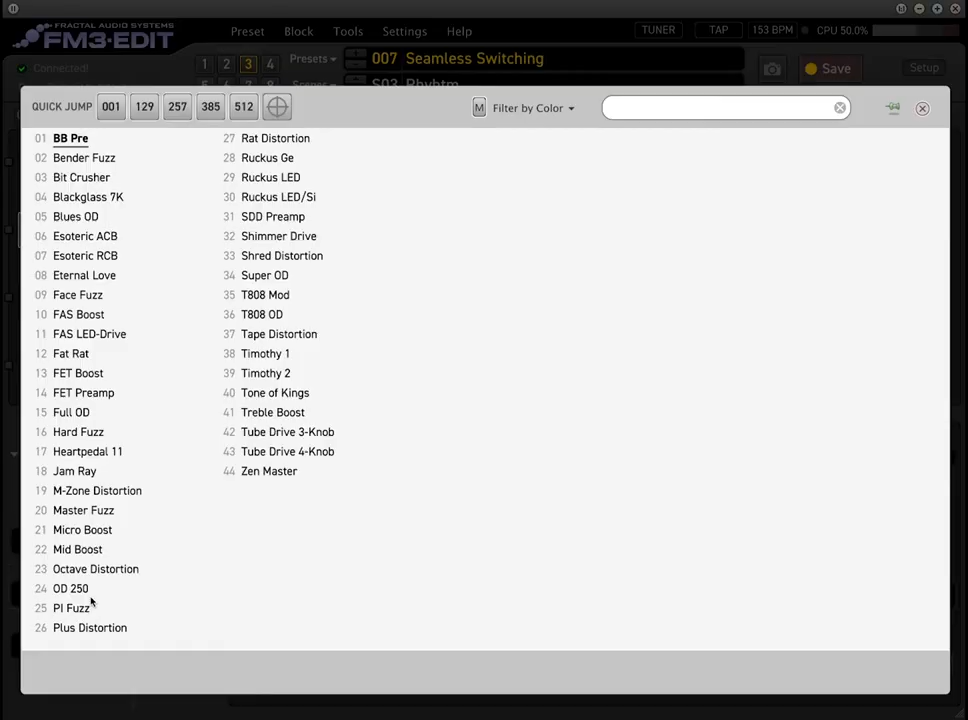 FRACTAL AUDIO SYSTEMS
FM3-EDIT
Preset Block Tools Settings Help
TUNER TAP 153 BPM CPU 50.0%
Connected!
1 2 3 4 Presets 007 Seamless Switching
Save Setup
QUICK JUMP 001 129 257 385 512 M Filter by Color
01 BB Pre
02 Bender Fuzz
03 Bit Crusher
04 Blackglass 7K
05 Blues OD
06 Esoteric ACB
07 Esoteric RCB
08 Eternal Love
09 Face Fuzz
10 FAS Boost
11 FAS LED-Drive
12 Fat Rat
13 FET Boost
14 FET Preamp
15 Full OD
16 Hard Fuzz
17 Heartpedal 11
18 Jam Ray
19 M-Zone Distortion
20 Master Fuzz
21 Micro Boost
22 Mid Boost
23 Octave Distortion
24 OD 250
25 PI Fuzz
26 Plus Distortion
27 Rat Distortion
28 Ruckus Ge
29 Ruckus LED
30 Ruckus LED/Si
31 SDD Preamp
32 Shimmer Drive
33 Shred Distortion
34 Super OD
35 T808 Mod
36 T808 OD
37 Tape Distortion
38 Timothy 1
39 Timothy 2
40 Tone of Kings
41 Treble Boost
42 Tube Drive 3-Knob
43 Tube Drive 4-Knob
44 Zen Master